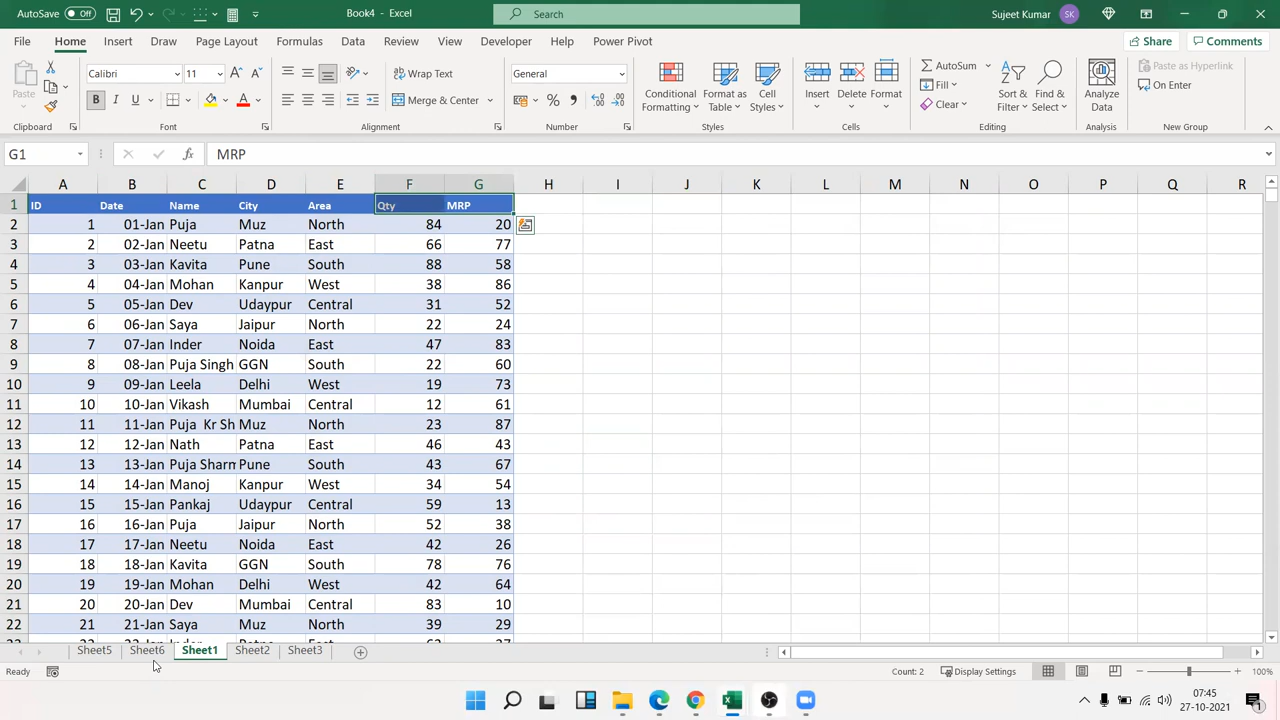 AutoSave Off Book4 - Excel Search Sujeet Kumar SK
File Home Insert Draw Page Layout Formulas Data Review View Developer Help Power Pivot Share Comments
Calibri 11 Wrap Text General AutoSum Paste as Hyperlink
Fill On Enter
B I U A Merge & Center Clear
Paste Conditional Formatting Format as Table Cell Styles Insert Delete Format Sort & Filter Find & Select Analyze Data
Clipboard Font Alignment Number Styles Cells Editing Analysis New Group
G1 fx MRP
A B C D E F G H I J K L M N O P Q R
1 ID Date Name City Area Qty MRP
2 1 01-Jan Puja Muz North 84 20
3 2 02-Jan Neetu Patna East 66 77
4 3 03-Jan Kavita Pune South 88 58
5 4 04-Jan Mohan Kanpur West 38 86
6 5 05-Jan Dev Udaypur Central 31 52
7 6 06-Jan Saya Jaipur North 22 24
8 7 07-Jan Inder Noida East 47 83
9 8 08-Jan Puja Singh GGN South 22 60
10 9 09-Jan Leela Delhi West 19 73
11 10 10-Jan Vikash Mumbai Central 12 61
12 11 11-Jan Puja Kr Sh Muz North 23 87
13 12 12-Jan Nath Patna East 46 43
14 13 13-Jan Puja Sharm Pune South 43 67
15 14 14-Jan Manoj Kanpur West 34 54
16 15 15-Jan Pankaj Udaypur Central 59 13
17 16 16-Jan Puja Jaipur North 52 38
18 17 17-Jan Neetu Noida East 42 26
19 18 18-Jan Kavita GGN South 78 76
20 19 19-Jan Mohan Delhi West 42 64
21 20 20-Jan Dev Mumbai Central 83 10
22 21 21-Jan Saya Muz North 39 29
Sheet5 Sheet6 Sheet1 Sheet2 Sheet3
Ready Count: 2 Display Settings 100%
07:45
27-10-2021